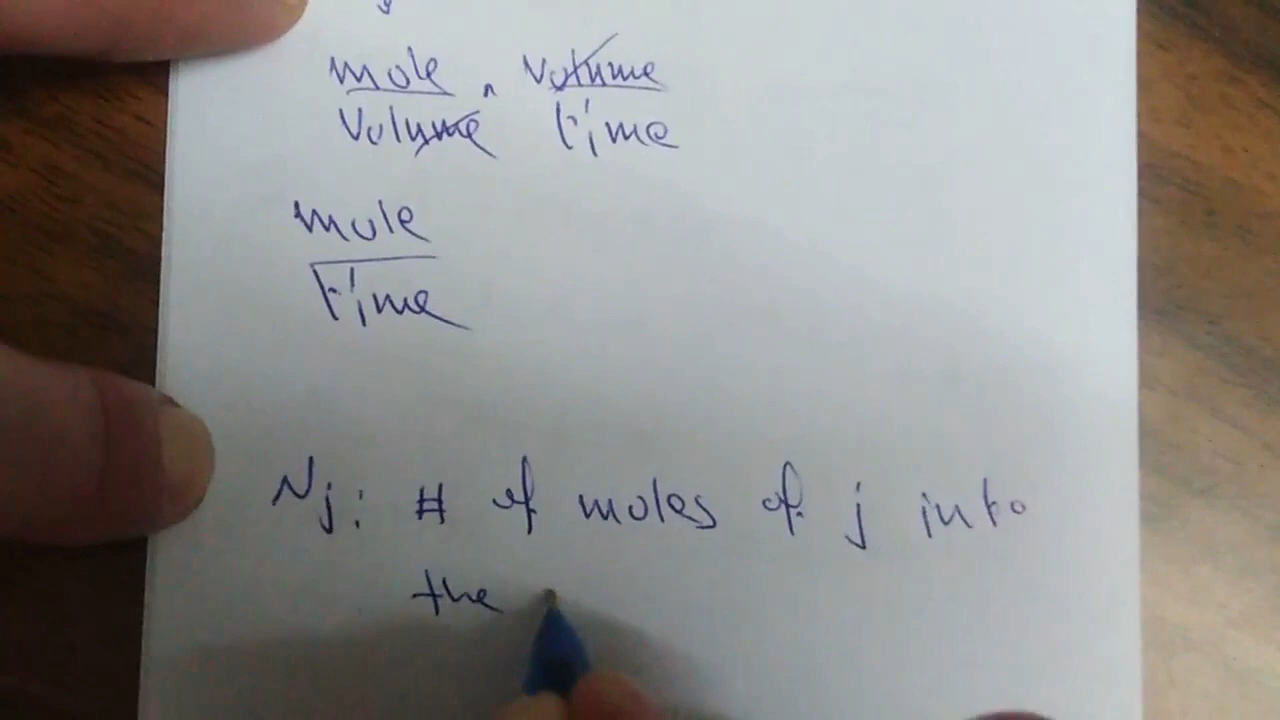 mole volume
volume time
mole
time
Nj: # of moles of j into
the